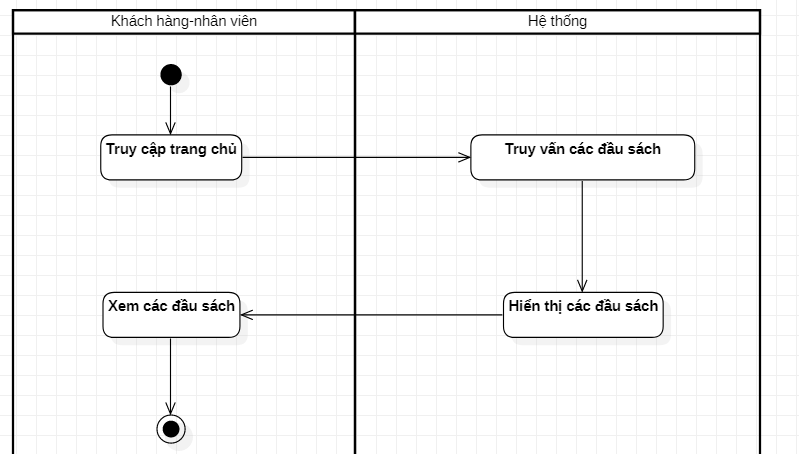 Khách hàng-nhân viên
Hệ thống
Truy cập trang chủ
Truy vấn các đầu sách
Xem các đầu sách
Hiển thị các đầu sách